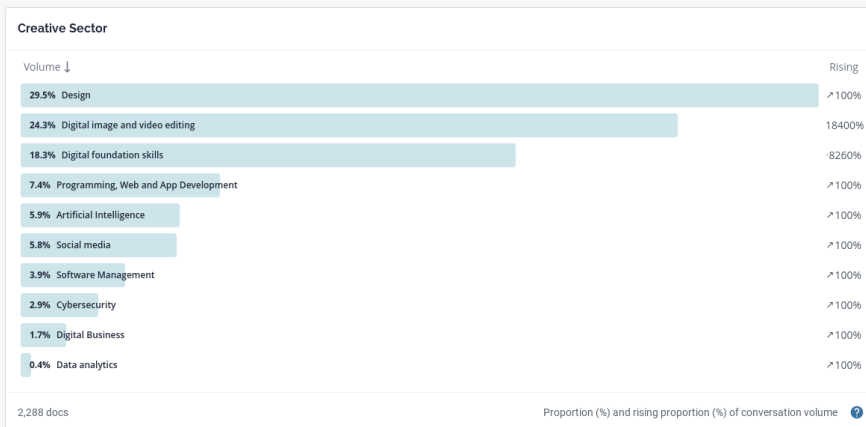 Creative Sector
Volume ↓ Rising
29.5% Design ↗100%
24.3% Digital image and video editing 18400%
18.3% Digital foundation skills 8260%
7.4% Programming, Web and App Development ↗100%
5.9% Artificial Intelligence ↗100%
5.8% Social media ↗100%
3.9% Software Management ↗100%
2.9% Cybersecurity ↗100%
1.7% Digital Business ↗100%
0.4% Data analytics ↗100%
2,288 docs Proportion (%) and rising proportion (%) of conversation volume ?